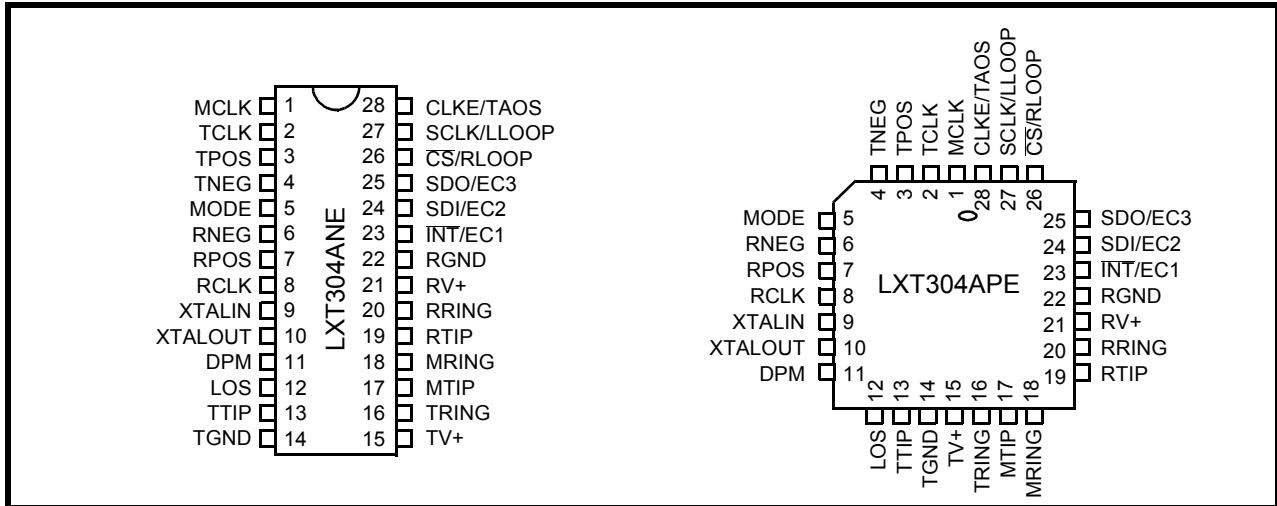 MCLK 1 28 CLKE/TAOS
TCLK 2 27 SCLK/LLOOP
TPOS 3 26 C̅S̅/RLOOP
TNEG 4 25 SDO/EC3
MODE 5 24 SDI/EC2
RNEG 6 23 I̅N̅T̅/EC1
RPOS 7 22 RGND
RCLK 8 21 RV+
XTALIN 9 20 RRING
XTALOUT 10 19 RTIP
DPM 11 18 MRING
LOS 12 17 MTIP
TTIP 13 16 TRING
TGND 14 15 TV+
LXT304ANE
TNEG TPOS TCLK MCLK CLKE/TAOS SCLK/LLOOP C̅S̅/RLOOP
4 3 2 1 28 27 26
MODE 5 25 SDO/EC3
RNEG 6 24 SDI/EC2
RPOS 7 23 I̅N̅T̅/EC1
RCLK 8 LXT304APE 22 RGND
XTALIN 9 21 RV+
XTALOUT 10 20 RRING
DPM 11 19 RTIP
12 13 14 15 16 17 18
LOS TTIP TGND TV+ TRING MTIP MRING